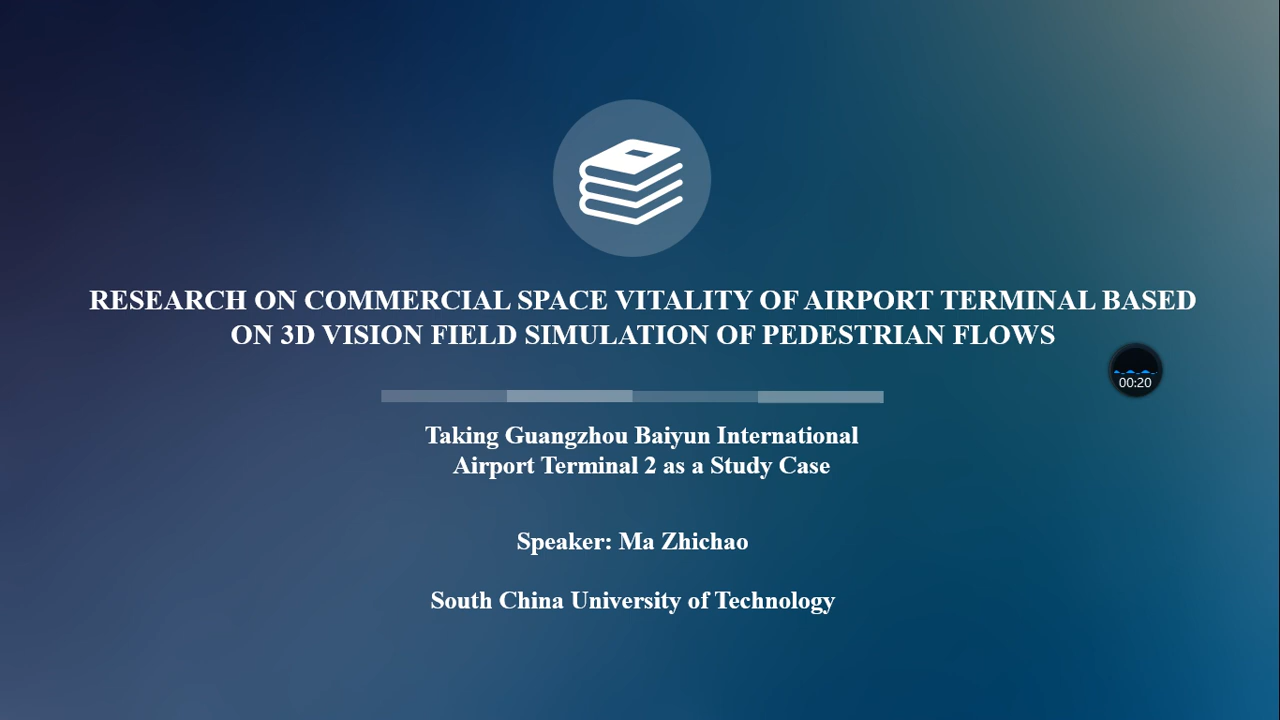 RESEARCH ON COMMERCIAL SPACE VITALITY OF AIRPORT TERMINAL BASED
ON 3D VISION FIELD SIMULATION OF PEDESTRIAN FLOWS
00:20
Taking Guangzhou Baiyun International
Airport Terminal 2 as a Study Case
Speaker: Ma Zhichao
South China University of Technology